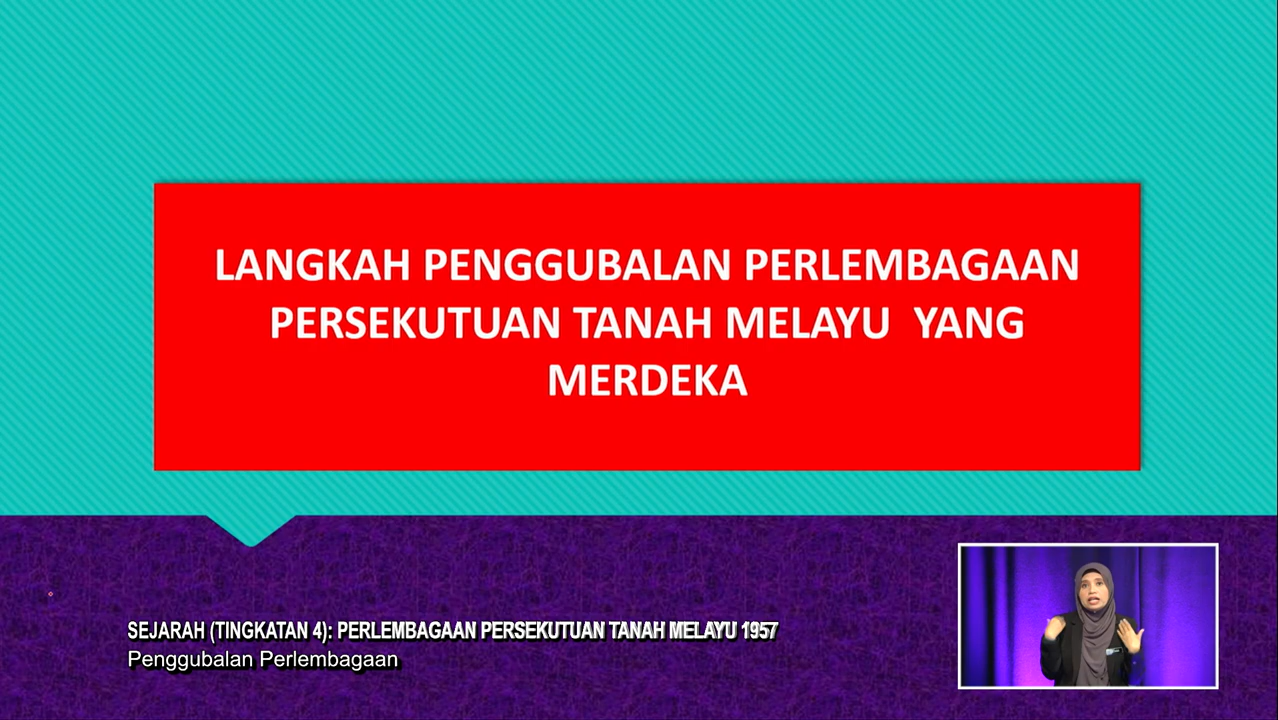 LANGKAH PENGGUBALAN PERLEMBAGAAN
PERSEKUTUAN TANAH MELAYU YANG
MERDEKA
SEJARAH (TINGKATAN 4): PERLEMBAGAAN PERSEKUTUAN TANAH MELAYU 1957
Penggubalan Perlembagaan